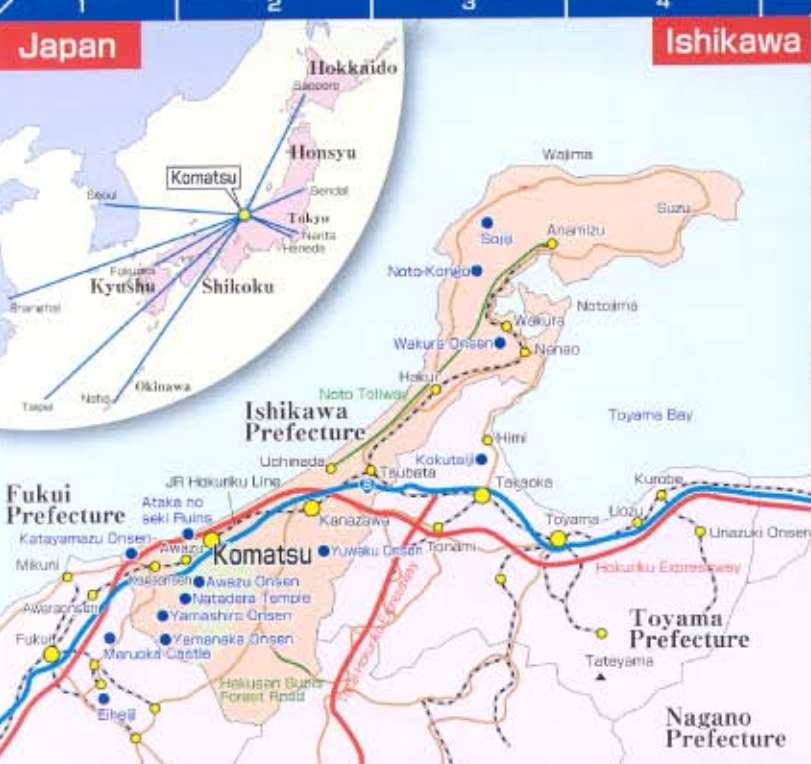 1 2 3 4
Japan
Ishikawa
Hokkaido
Sapporo
Honsyu
Komatsu
Seoul
Sendai
Tokyo
Narita
Haneda
Fukuoka
Kyushu
Shikoku
Shanghai
Okinawa
Taipei
Naha
Wajima
Suzu
Sojiji
Anamizu
Noto-Kongo
Notojima
Wakura
Wakura Onsen
Nanao
Hakui
Noto Tollway
Toyama Bay
Ishikawa
Prefecture
Himi
Kokutaiji
Uchinada
Tsubata
8
Takaoka
Kurobe
JR Hokuriku Line
Fukui
Prefecture
Ataka no
seki Ruins
Kanazawa
Toyama
Uozu
Unazuki Onsen
Katayamazu Onsen
Awazu
Komatsu
Yuwaku Onsen
Tonami
Hokuriku Expressway
Mikuni
Kagaonsen
Awazu Onsen
Natadera Temple
Awaraonsen
Yamashiro Onsen
Toyama
Prefecture
Fukui
Yamanaka Onsen
Maruoka Castle
Tateyama
Tokai Hokuriku Expressway
Hakusan Super
Forest Road
Eiheiji
Nagano
Prefecture